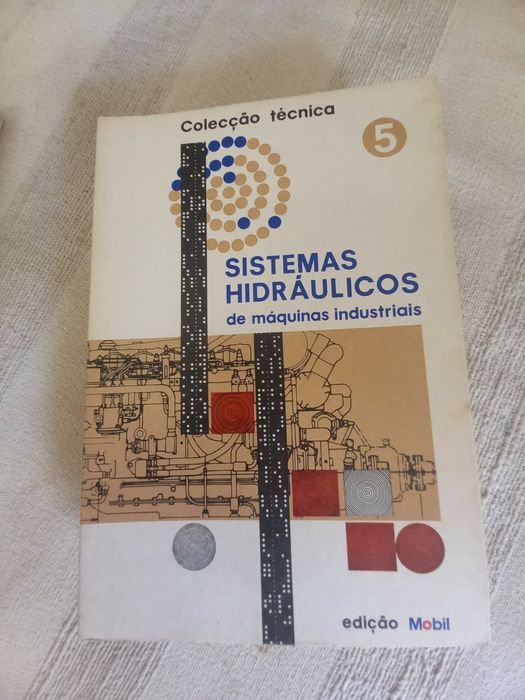 Colecção técnica
5
SISTEMAS
HIDRÁULICOS
de máquinas industriais
edição Mobil